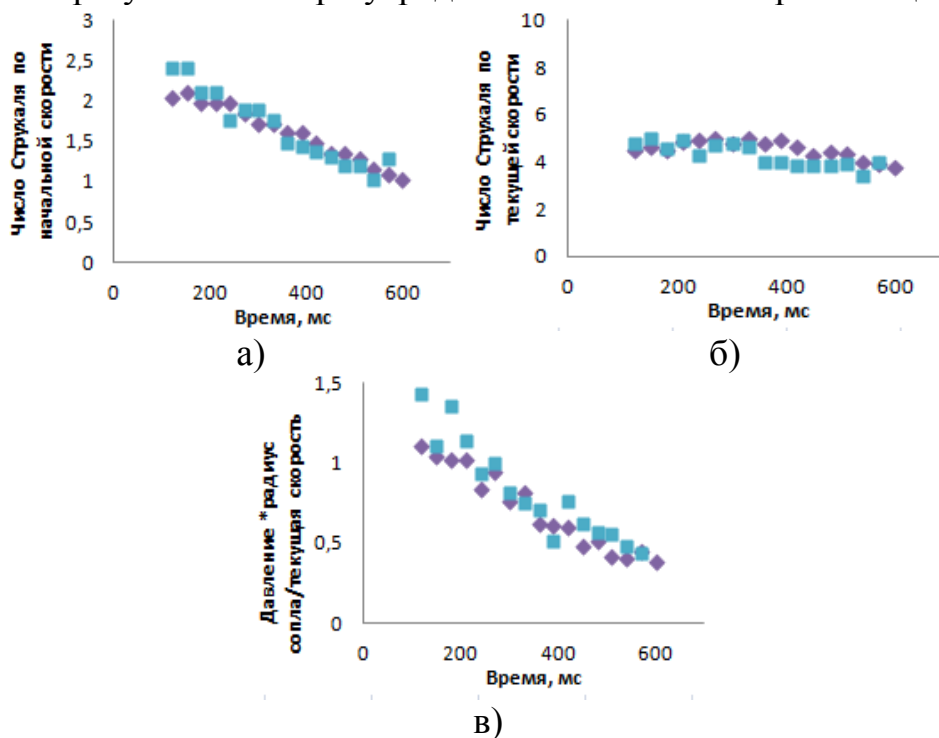 3
2,5
2
1,5
1
0,5
0
0
200
400
600
Число Струхаля по
начальной скорости
Время, мс
а)
10
8
6
4
2
0
0
200
400
600
Число Струхаля по
текущей скорости
Время, мс
б)
1,5
1
0,5
0
0
200
400
600
Давление *радиус
сопла/текущая скорость
Время, мс
в)